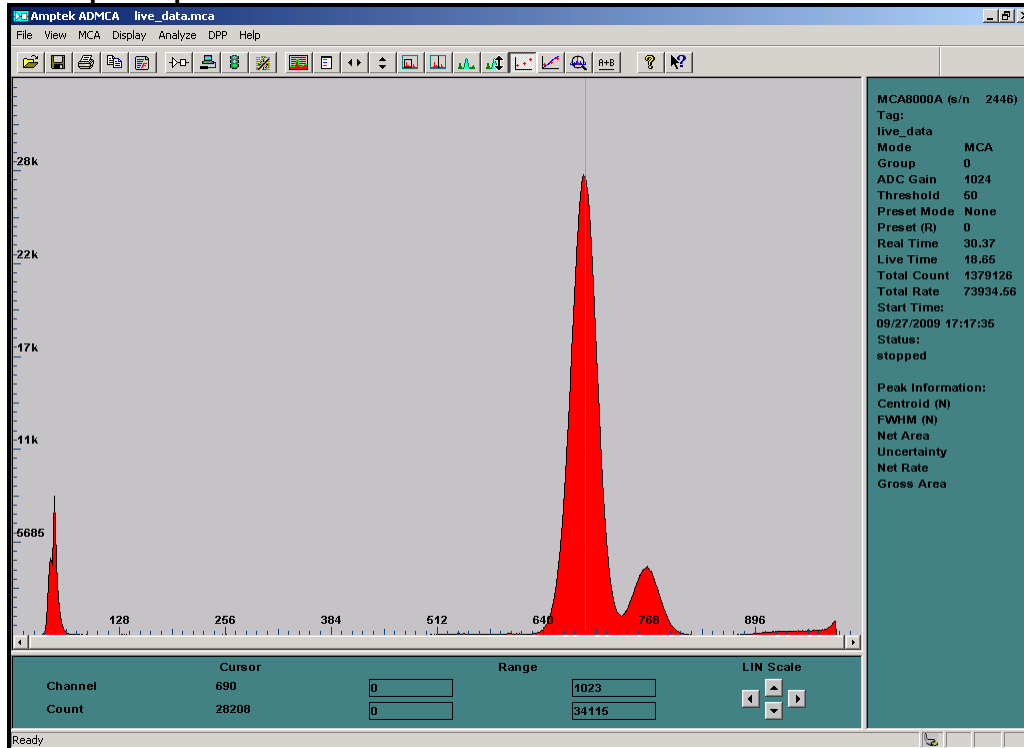 Amptek ADMCA live_data.mca
File View MCA Display Analyze DPP Help
A+B
28k
22k
17k
11k
5685
128 256 384 512 640 768 896
MCA8000A (s/n 2446)
Tag:
live_data
Mode MCA
Group 0
ADC Gain 1024
Threshold 50
Preset Mode None
Preset (R) 0
Real Time 30.37
Live Time 18.65
Total Count 1379126
Total Rate 73934.56
Start Time:
09/27/2009 17:17:35
Status:
stopped
Peak Information:
Centroid (N)
FWHM (N)
Net Area
Uncertainty
Net Rate
Gross Area
Cursor Range LIN Scale
Channel 690 0 1023
Count 28208 0 34115
Ready